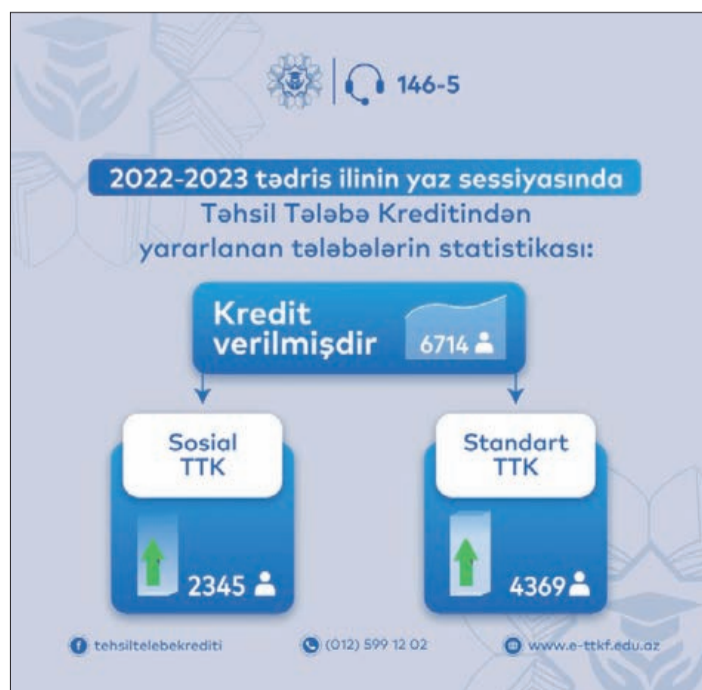 146-5
2022-2023 tədris ilinin yaz sessiyasında
Təhsil Tələbə Kreditindən
yararlanan tələbələrin statistikası:
Kredit
verilmişdir
6714
Sosial
TTK
2345
Standart
TTK
4369
tehsiltelebekrediti
(012) 599 12 02
www.e-ttkf.edu.az